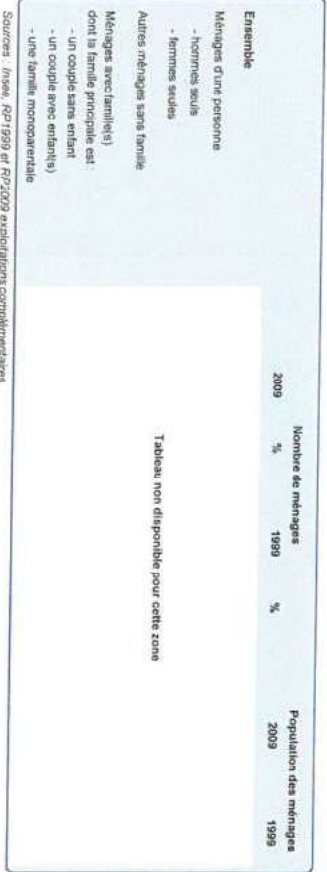 Nombre de ménages Population des ménages
2009 % 1999 % 2009 1999
Ensemble
Ménages d'une personne
- hommes seuls
- femmes seules
Autres ménages sans famille
Ménages avec famille(s)
dont la famille principale est :
- un couple sans enfant
- un couple avec enfant(s)
- une famille monoparentale
Tableau non disponible pour cette zone
Sources : Insee, RP1999 et RP2009 exploitations complémentaires